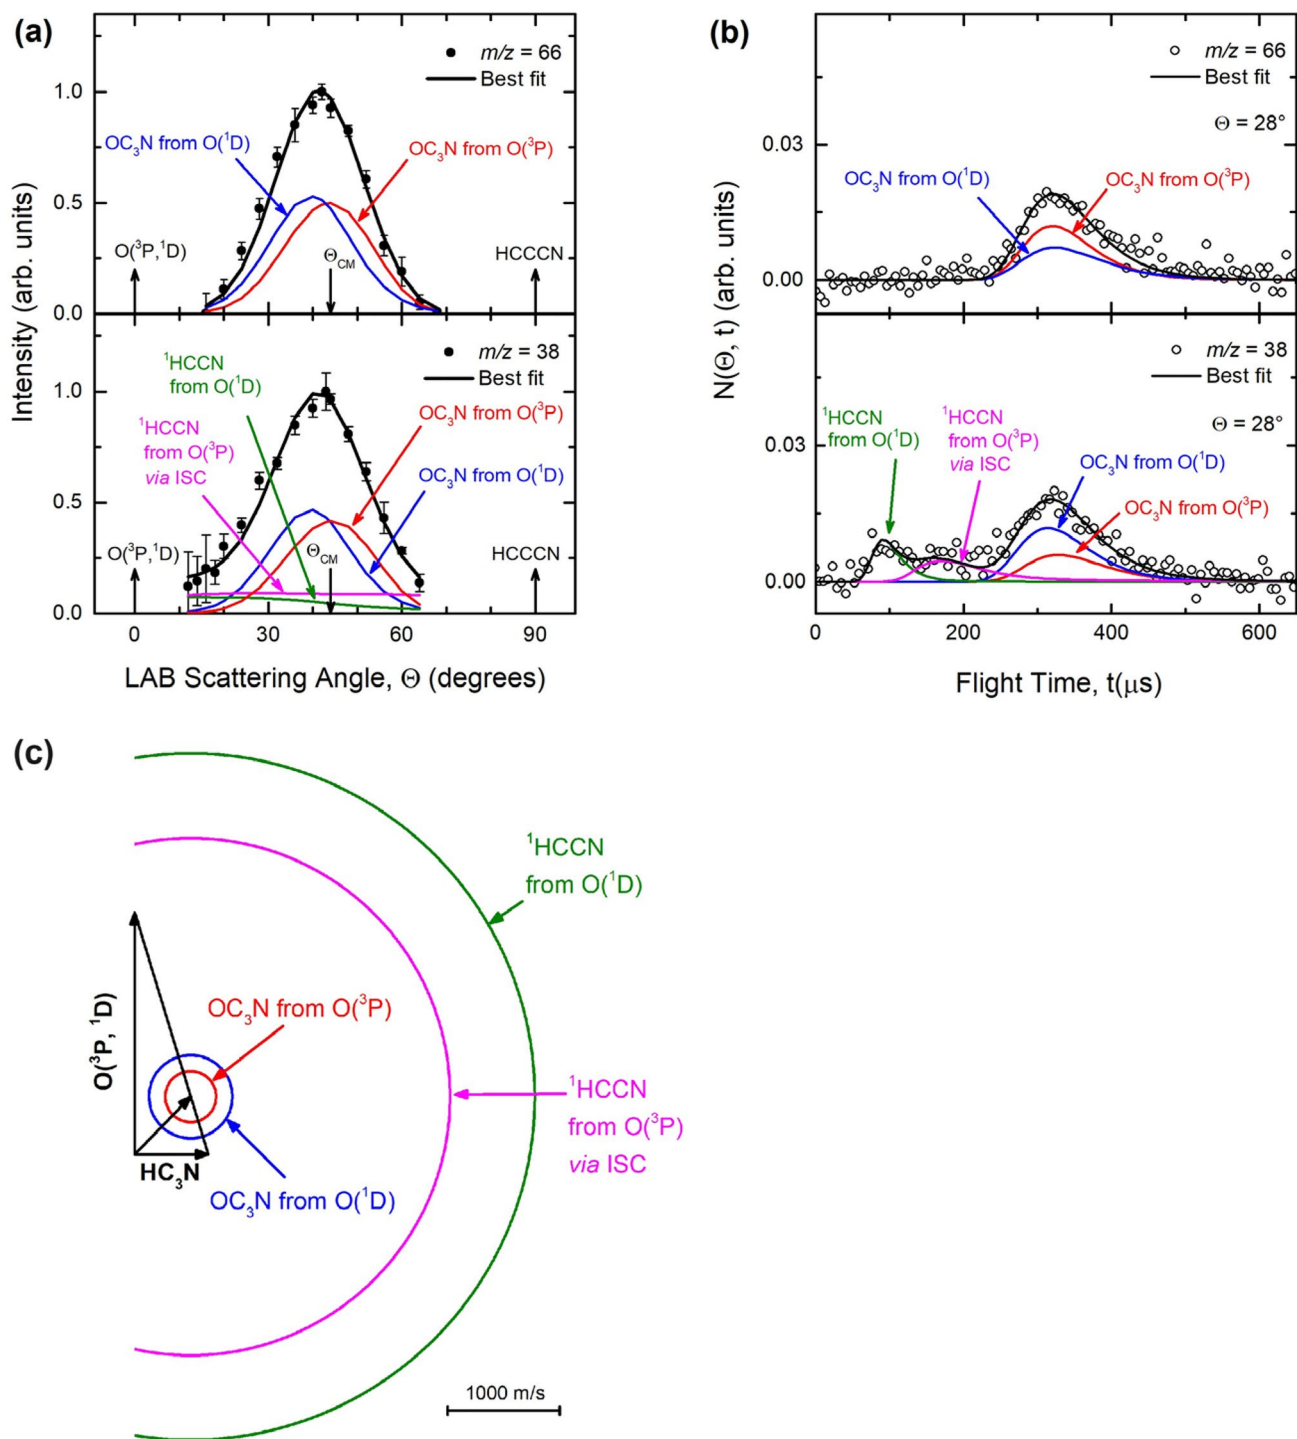 (a)
m/z = 66
Best fit
1.0
OC₃N from O(¹D)
OC₃N from O(³P)
0.5
O(³P,¹D)
Θ_CM
HCCCN
0.0
m/z = 38
Best fit
¹HCCN
from O(¹D)
1.0
OC₃N from O(³P)
¹HCCN
from O(³P)
via ISC
OC₃N from O(¹D)
0.5
O(³P,¹D)
Θ_CM
HCCCN
0.0
0
30
60
90
Intensity (arb. units)
LAB Scattering Angle, Θ (degrees)
(b)
m/z = 66
Best fit
Θ = 28°
0.03
OC₃N from O(¹D)
OC₃N from O(³P)
0.00
m/z = 38
Best fit
Θ = 28°
¹HCCN
from O(¹D)
¹HCCN
from O(³P)
via ISC
0.03
OC₃N from O(¹D)
OC₃N from O(³P)
0.00
0
200
400
600
N(Θ, t) (arb. units)
Flight Time, t(μs)
(c)
¹HCCN
from O(¹D)
O(³P, ¹D)
OC₃N from O(³P)
¹HCCN
from O(³P)
via ISC
HC₃N
OC₃N from O(¹D)
1000 m/s